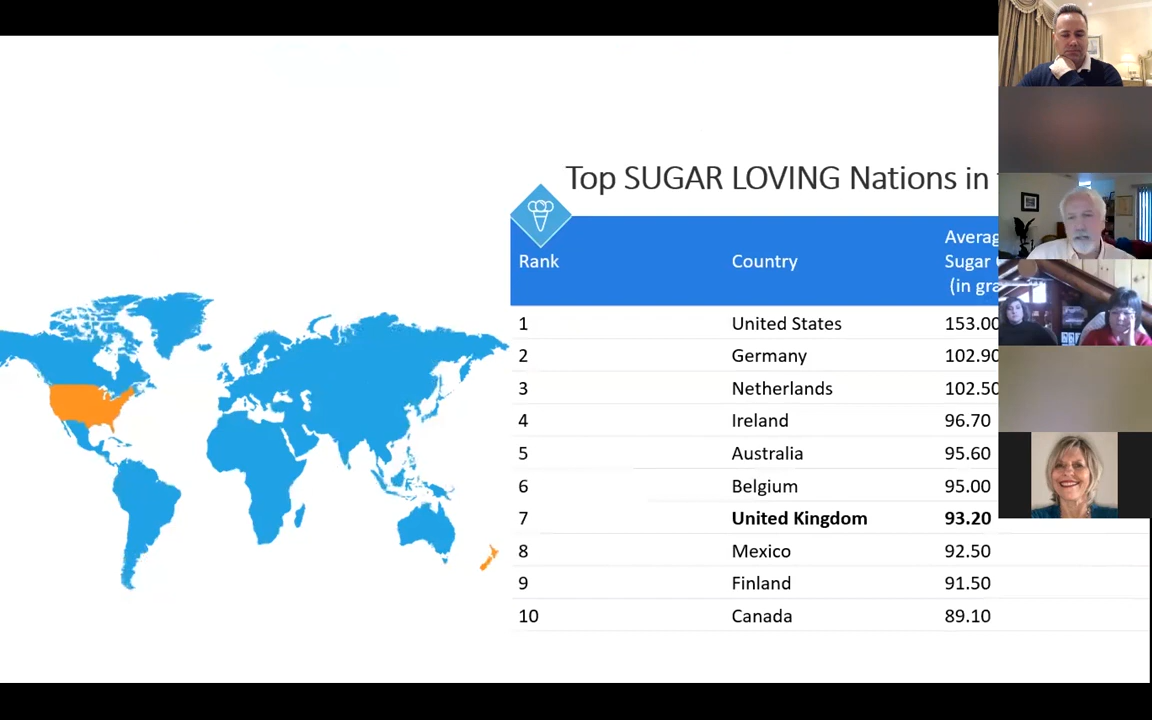 Top SUGAR LOVING Nations in
Rank Country Sugar
(in
1 United States 153.00
2 Germany 102.90
3 Netherlands 102.50
4 Ireland 96.70
5 Australia 95.60
6 Belgium 95.00
7 United Kingdom 93.20
8 Mexico 92.50
9 Finland 91.50
10 Canada 89.10